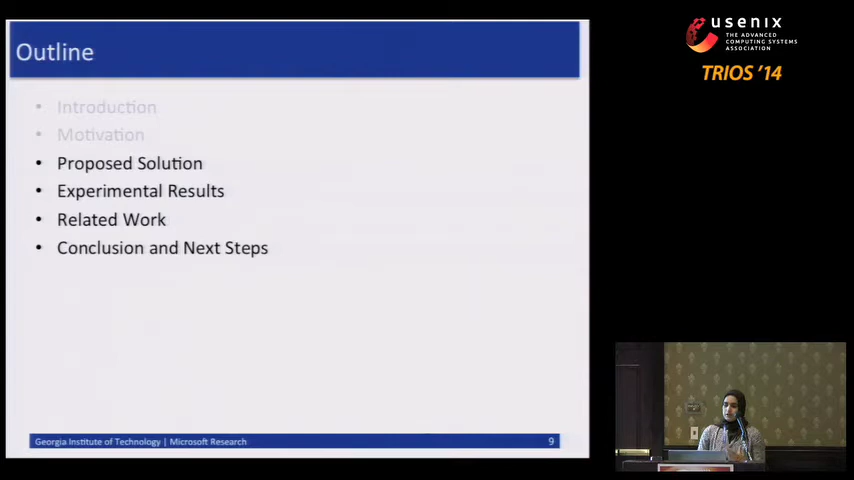 Outline
• Introduction
• Motivation
• Proposed Solution
• Experimental Results
• Related Work
• Conclusion and Next Steps
Georgia Institute of Technology | Microsoft Research
9
usenix
THE ADVANCED
COMPUTING SYSTEMS
ASSOCIATION
TRIOS '14